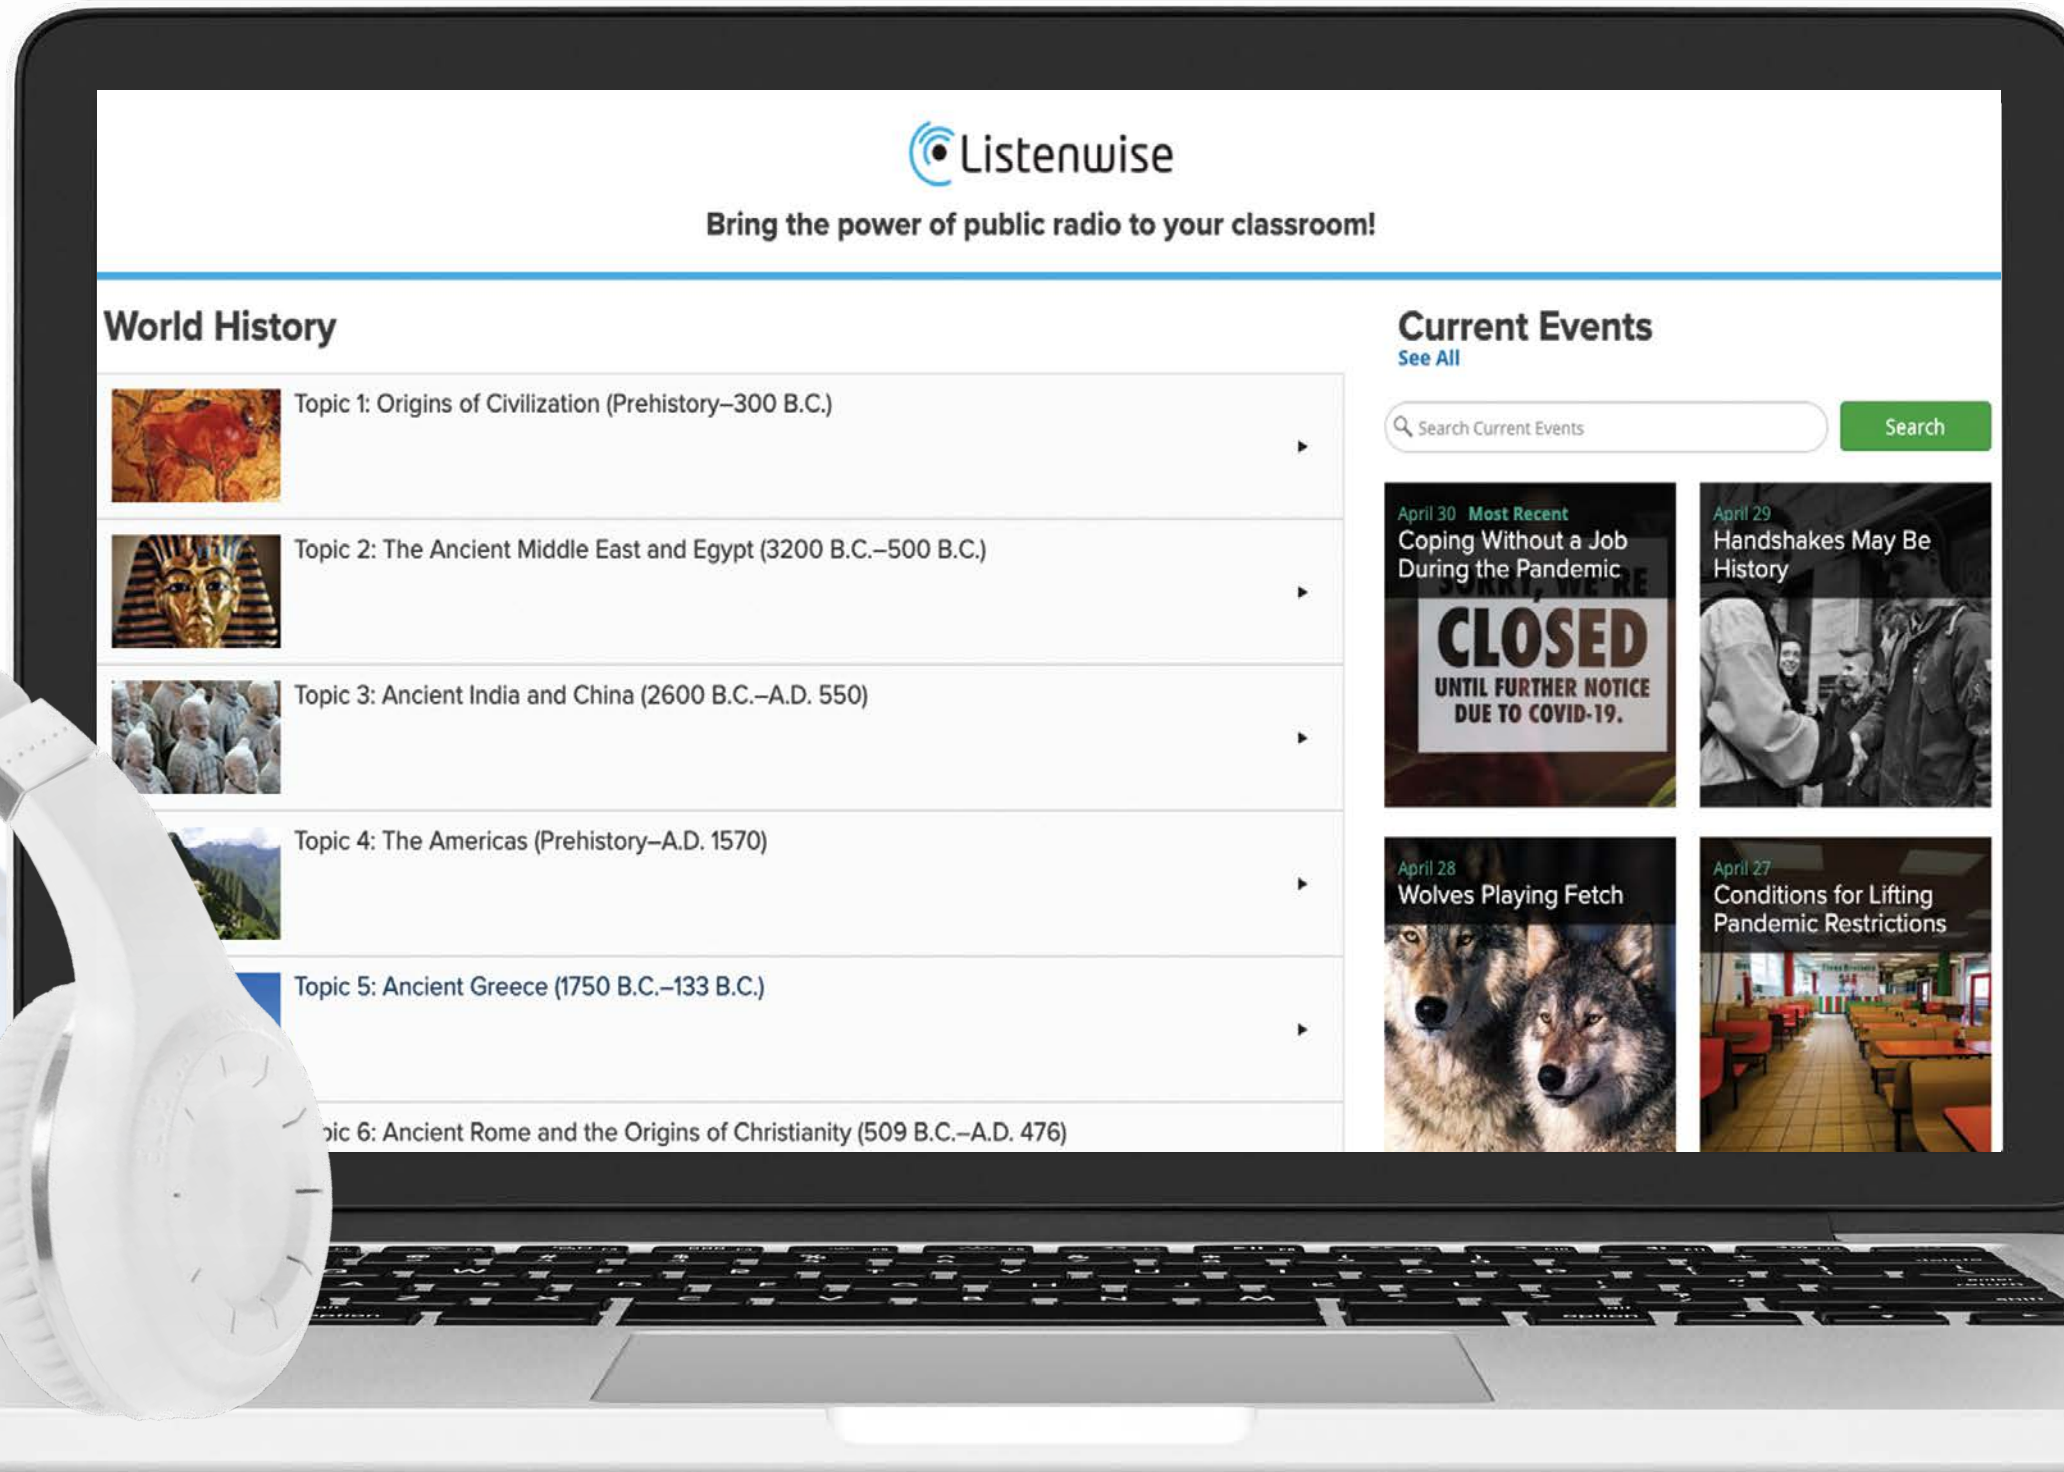 Listenwise
Bring the power of public radio to your classroom!
World History
Topic 1: Origins of Civilization (Prehistory–300 B.C.)
Topic 2: The Ancient Middle East and Egypt (3200 B.C.–500 B.C.)
Topic 3: Ancient India and China (2600 B.C.–A.D. 550)
Topic 4: The Americas (Prehistory–A.D. 1570)
Topic 5: Ancient Greece (1750 B.C.–133 B.C.)
6: Ancient Rome and the Origins of Christianity (509 B.C.–A.D. 476)
Current Events
See All
Search Current Events
Search
April 30 Most Recent
Coping Without a Job
During the Pandemic
SORRY, WE'RE
CLOSED
UNTIL FURTHER NOTICE
DUE TO COVID-19.
April 29
Handshakes May Be
History
April 28
Wolves Playing Fetch
April 27
Conditions for Lifting
Pandemic Restrictions